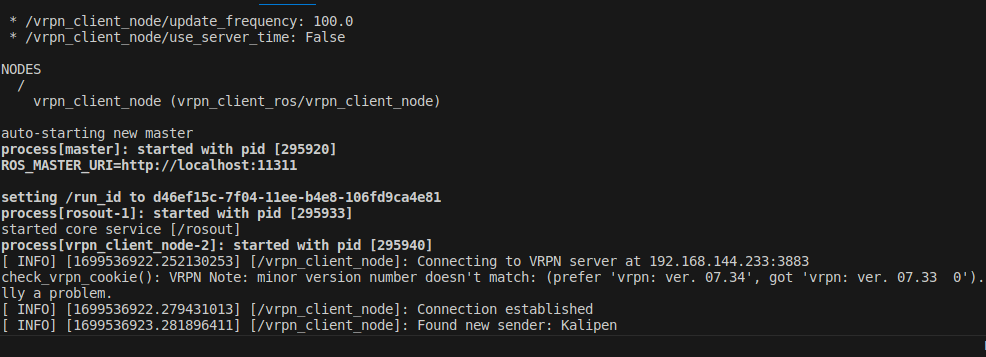 * /vrpn_client_node/update_frequency: 100.0
* /vrpn_client_node/use_server_time: False
NODES
/
vrpn_client_node (vrpn_client_ros/vrpn_client_node)
auto-starting new master
process[master]: started with pid [295920]
ROS_MASTER_URI=http://localhost:11311
setting /run_id to d46ef15c-7f04-11ee-b4e8-106fd9ca4e81
process[rosout-1]: started with pid [295933]
started core service [/rosout]
process[vrpn_client_node-2]: started with pid [295940]
[ INFO] [1699536922.252130253] [/vrpn_client_node]: Connecting to VRPN server at 192.168.144.233:3883
check_vrpn_cookie(): VRPN Note: minor version number doesn't match: (prefer 'vrpn: ver. 07.34', got 'vrpn: ver. 07.33  0').
lly a problem.
[ INFO] [1699536922.279431013] [/vrpn_client_node]: Connection established
[ INFO] [1699536923.281896411] [/vrpn_client_node]: Found new sender: Kalipen